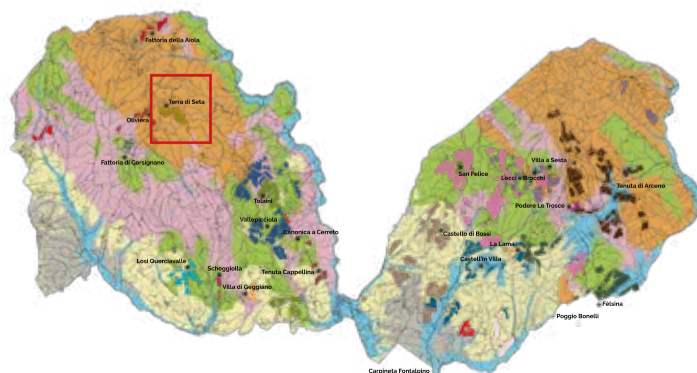 Fattoria della Aiola
Terra di Seta
Oliviera
Fattoria di Corsignano
Villa a Sesta
San Felice
Lecci e Brocchi
Tenuta di Arceno
Tolaini
Podere Le Trosce
Vallepicciola
Canonica a Cerreto
Castello di Bossi
La Lama
Losi Querciavalle
Scheggiolla
Tenuta Cappellina
Castell'in Villa
Villa di Geggiano
Fèlsina
Poggio Bonelli
Carpineta Fontalpino